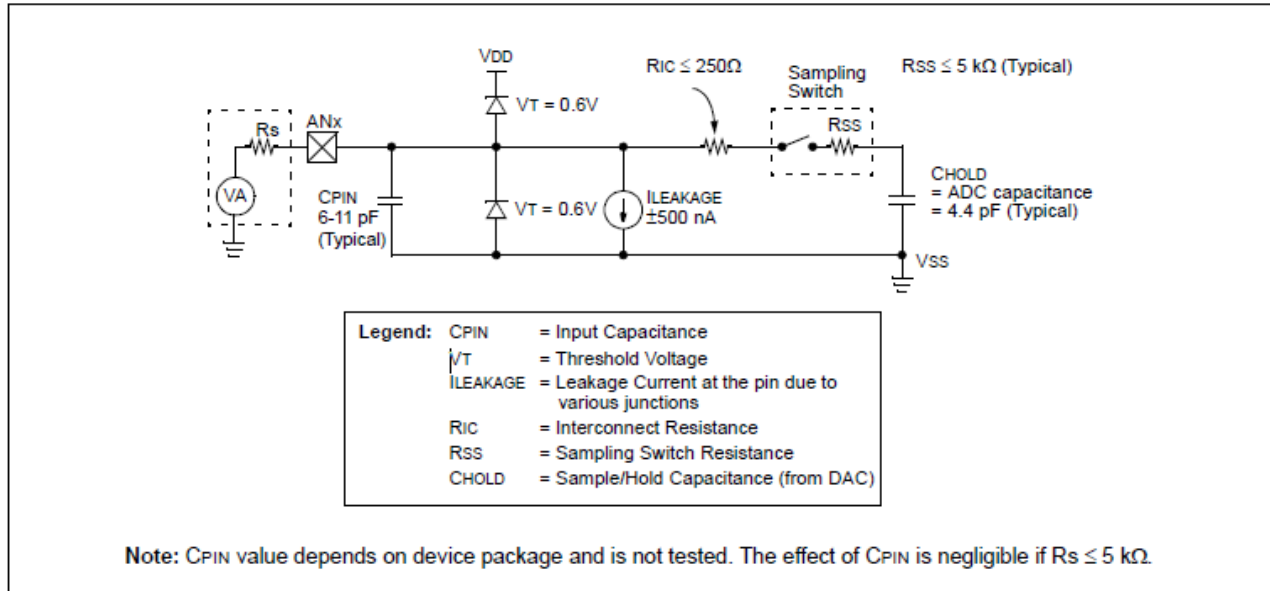 VDD
RIC ≤ 250Ω
Sampling
Switch
RSS ≤ 5 kΩ (Typical)
VT = 0.6V
Rs
ANx
RSS
VA
CPIN
6-11 pF
(Typical)
VT = 0.6V
ILEAKAGE
±500 nA
CHOLD
= ADC capacitance
= 4.4 pF (Typical)
VSS
Legend: CPIN = Input Capacitance
VT = Threshold Voltage
ILEAKAGE = Leakage Current at the pin due to
various junctions
RIC = Interconnect Resistance
RSS = Sampling Switch Resistance
CHOLD = Sample/Hold Capacitance (from DAC)
Note: CPIN value depends on device package and is not tested. The effect of CPIN is negligible if Rs ≤ 5 kΩ.